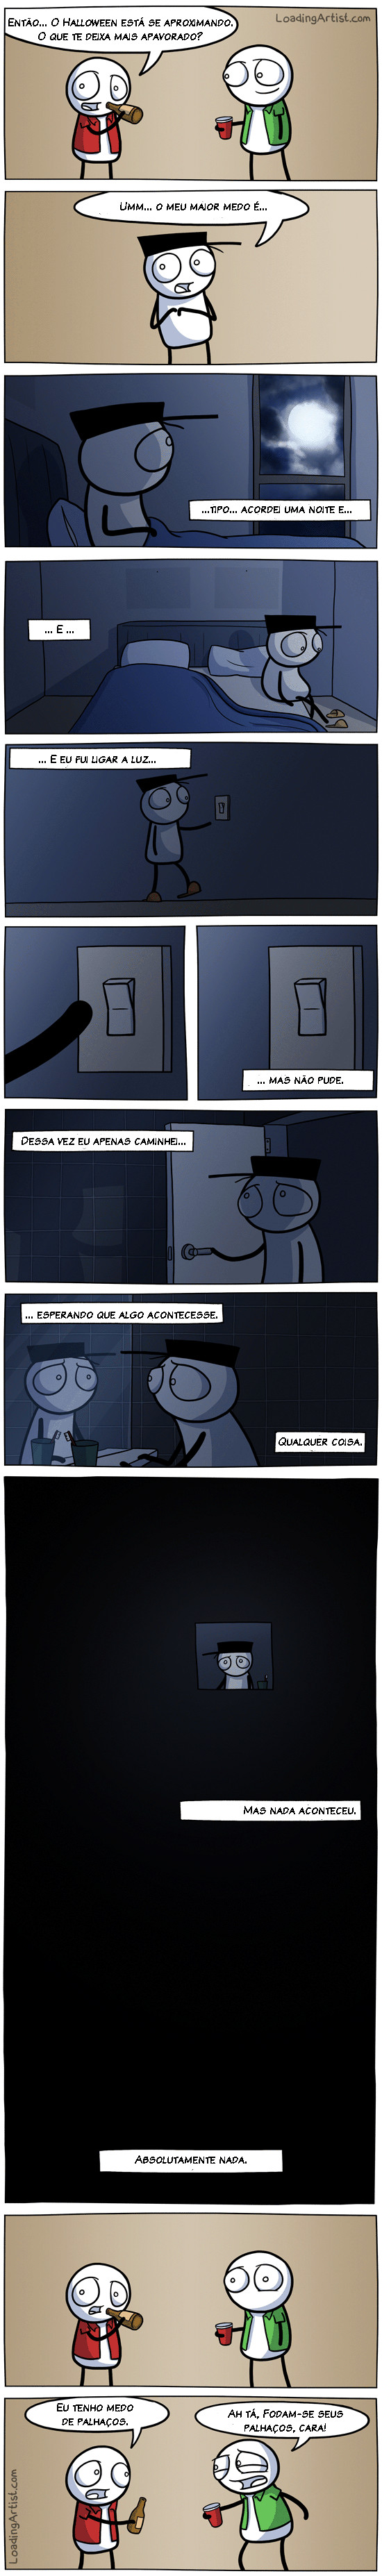 LoadingArtist.com
Então... O Halloween está se aproximando.
O que te deixa mais apavorado?
Umm... o meu maior medo é...
...tipo... acordei uma noite e...
... e ...
... e eu fui ligar a luz...
... mas não pude.
Dessa vez eu apenas caminhei...
... esperando que algo acontecesse.
Qualquer coisa.
Mas nada aconteceu.
Absolutamente nada.
Eu tenho medo
de palhaços.
Ah tá, Fodam-se seus
palhaços, cara!
LoadingArtist.com